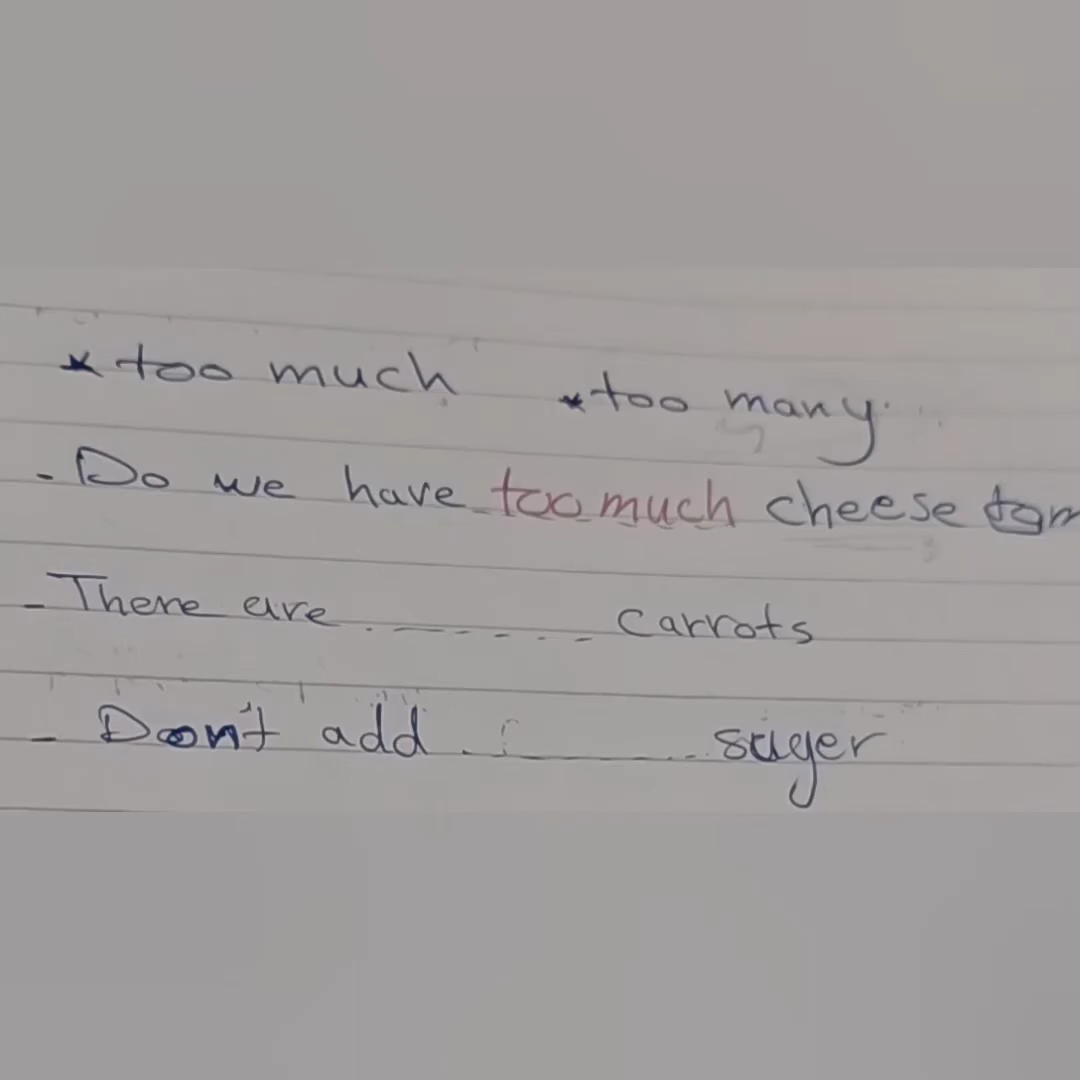 * too much * too many.
- Do we have too much cheese
- There are .------ carrots
- Don't add .------ suger